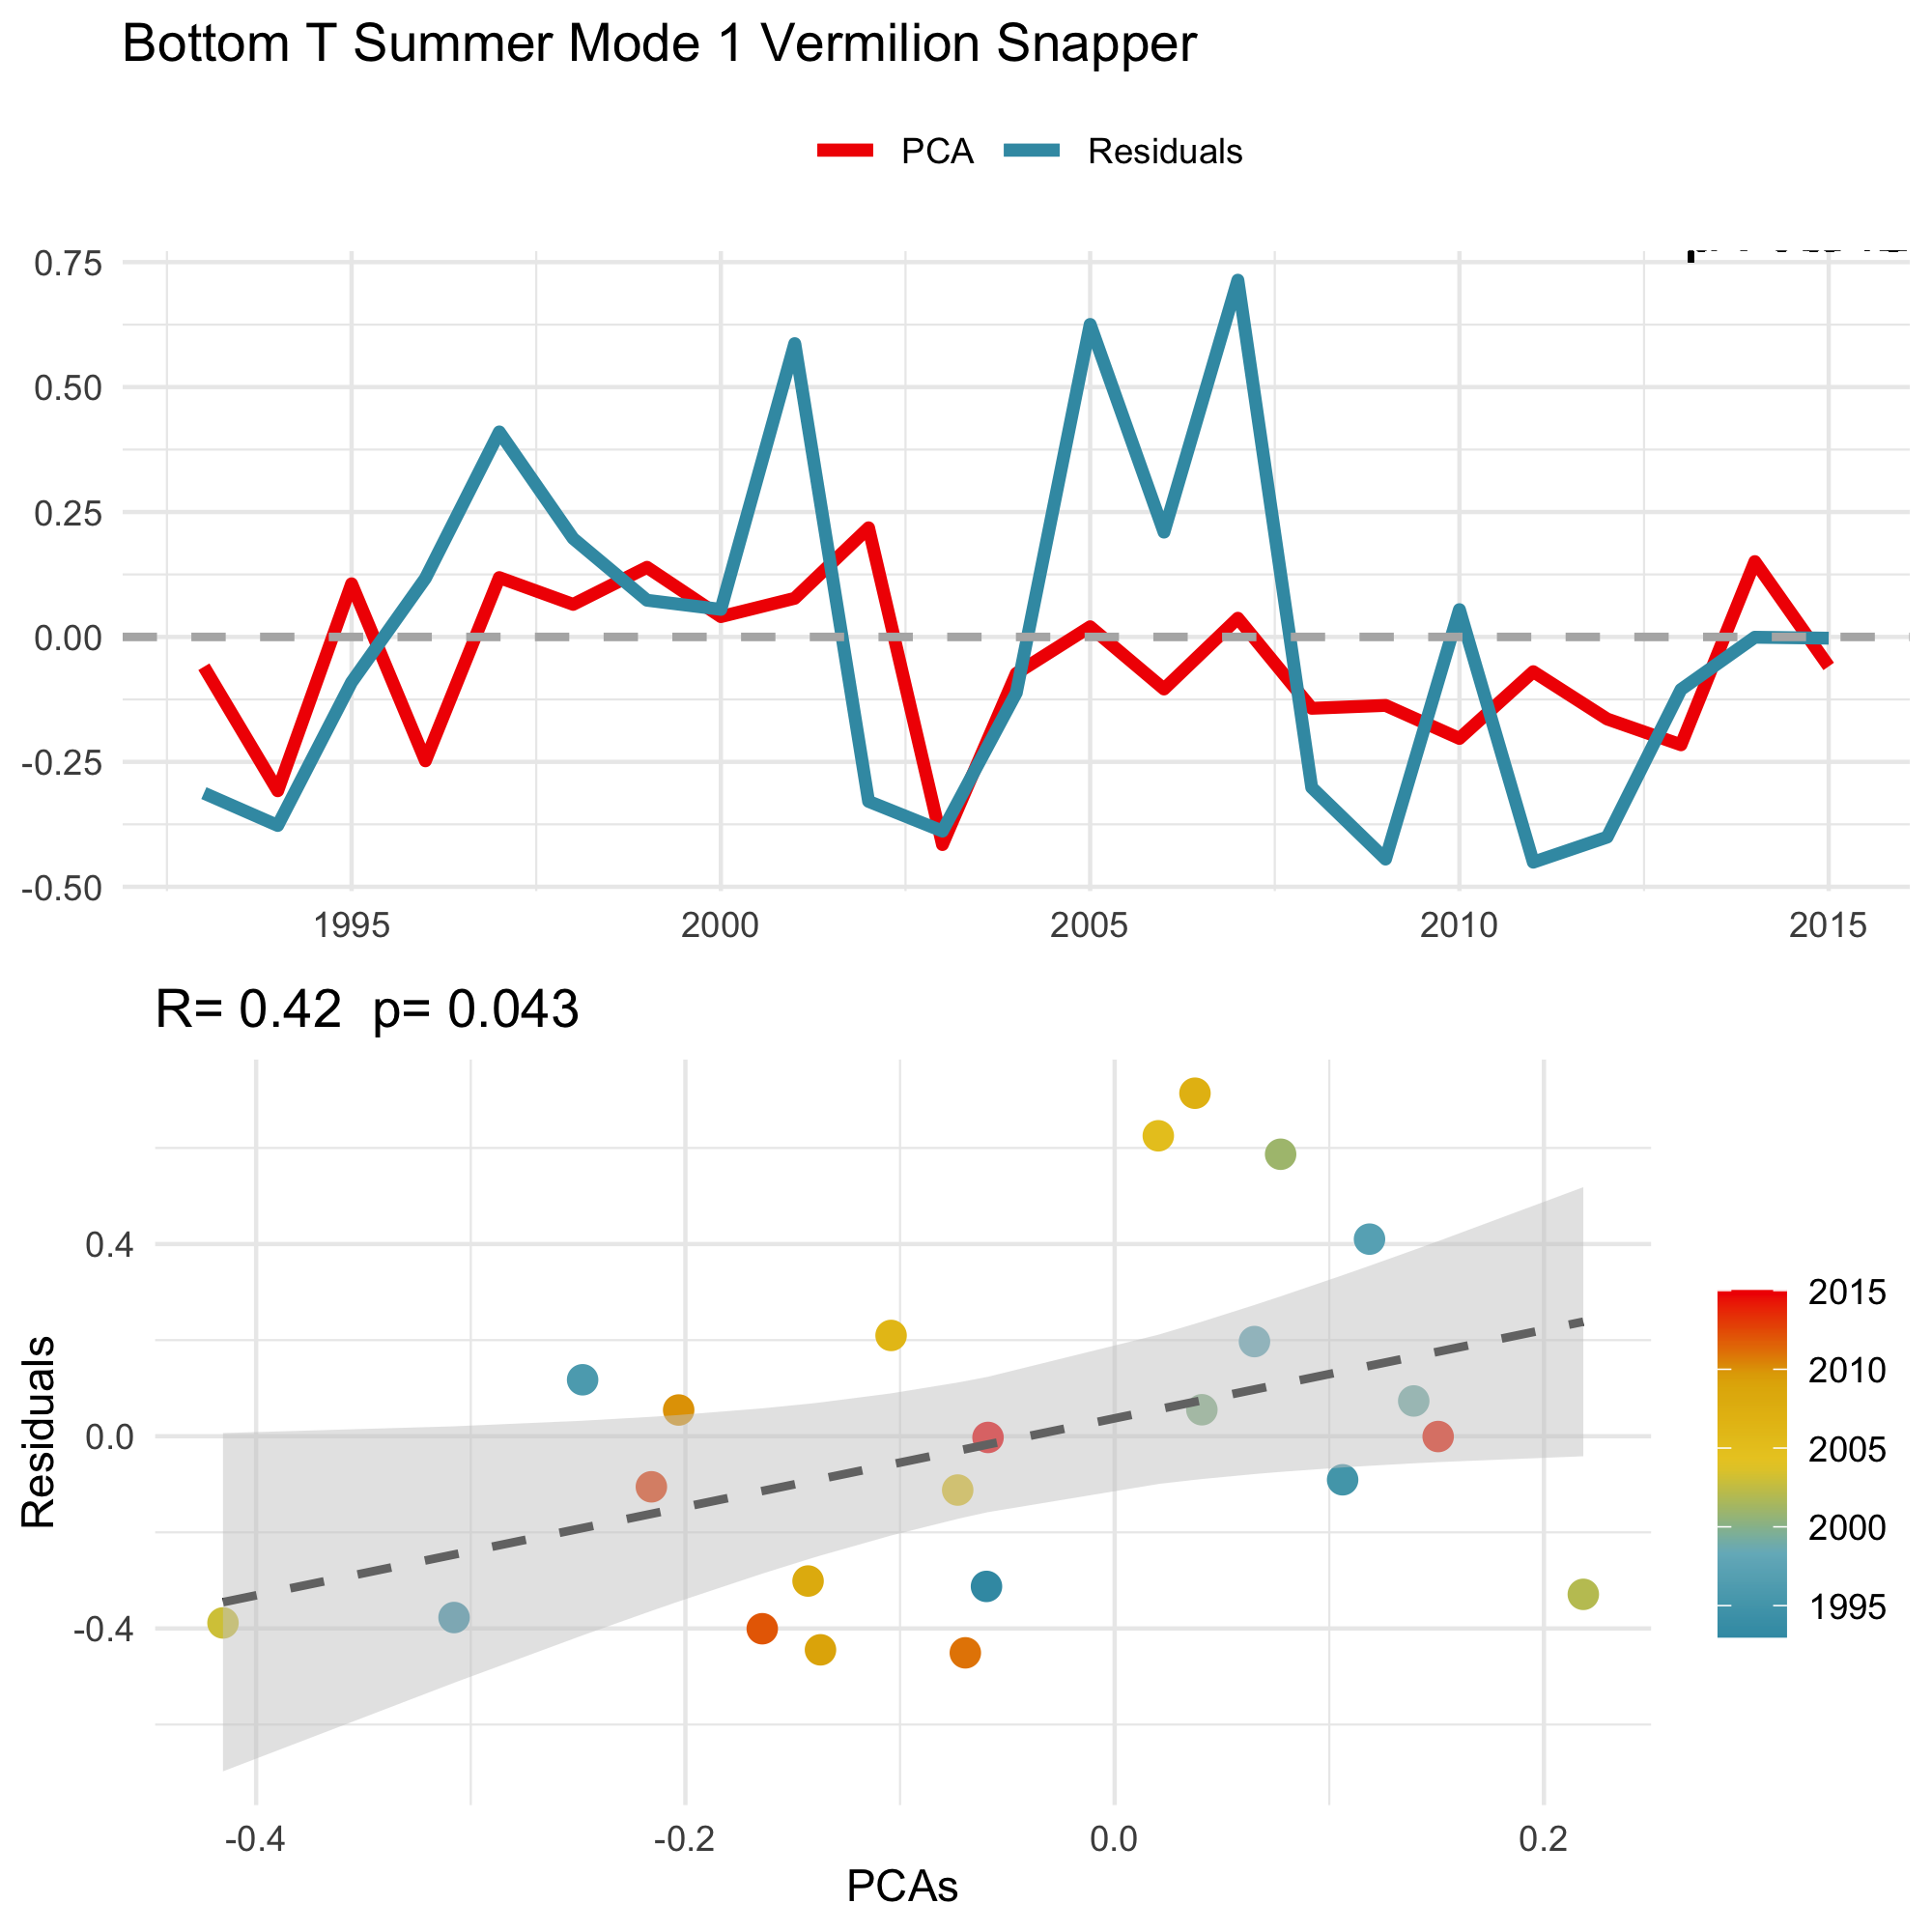 Bottom T Summer Mode 1 Vermilion Snapper
PCA Residuals
0.75
0.50
0.25
0.00
-0.25
-0.50
1995 2000 2005 2010 2015
R= 0.42 p= 0.043
Residuals
0.4
0.0
-0.4
-0.4 -0.2 0.0 0.2
PCAs
2015
2010
2005
2000
1995